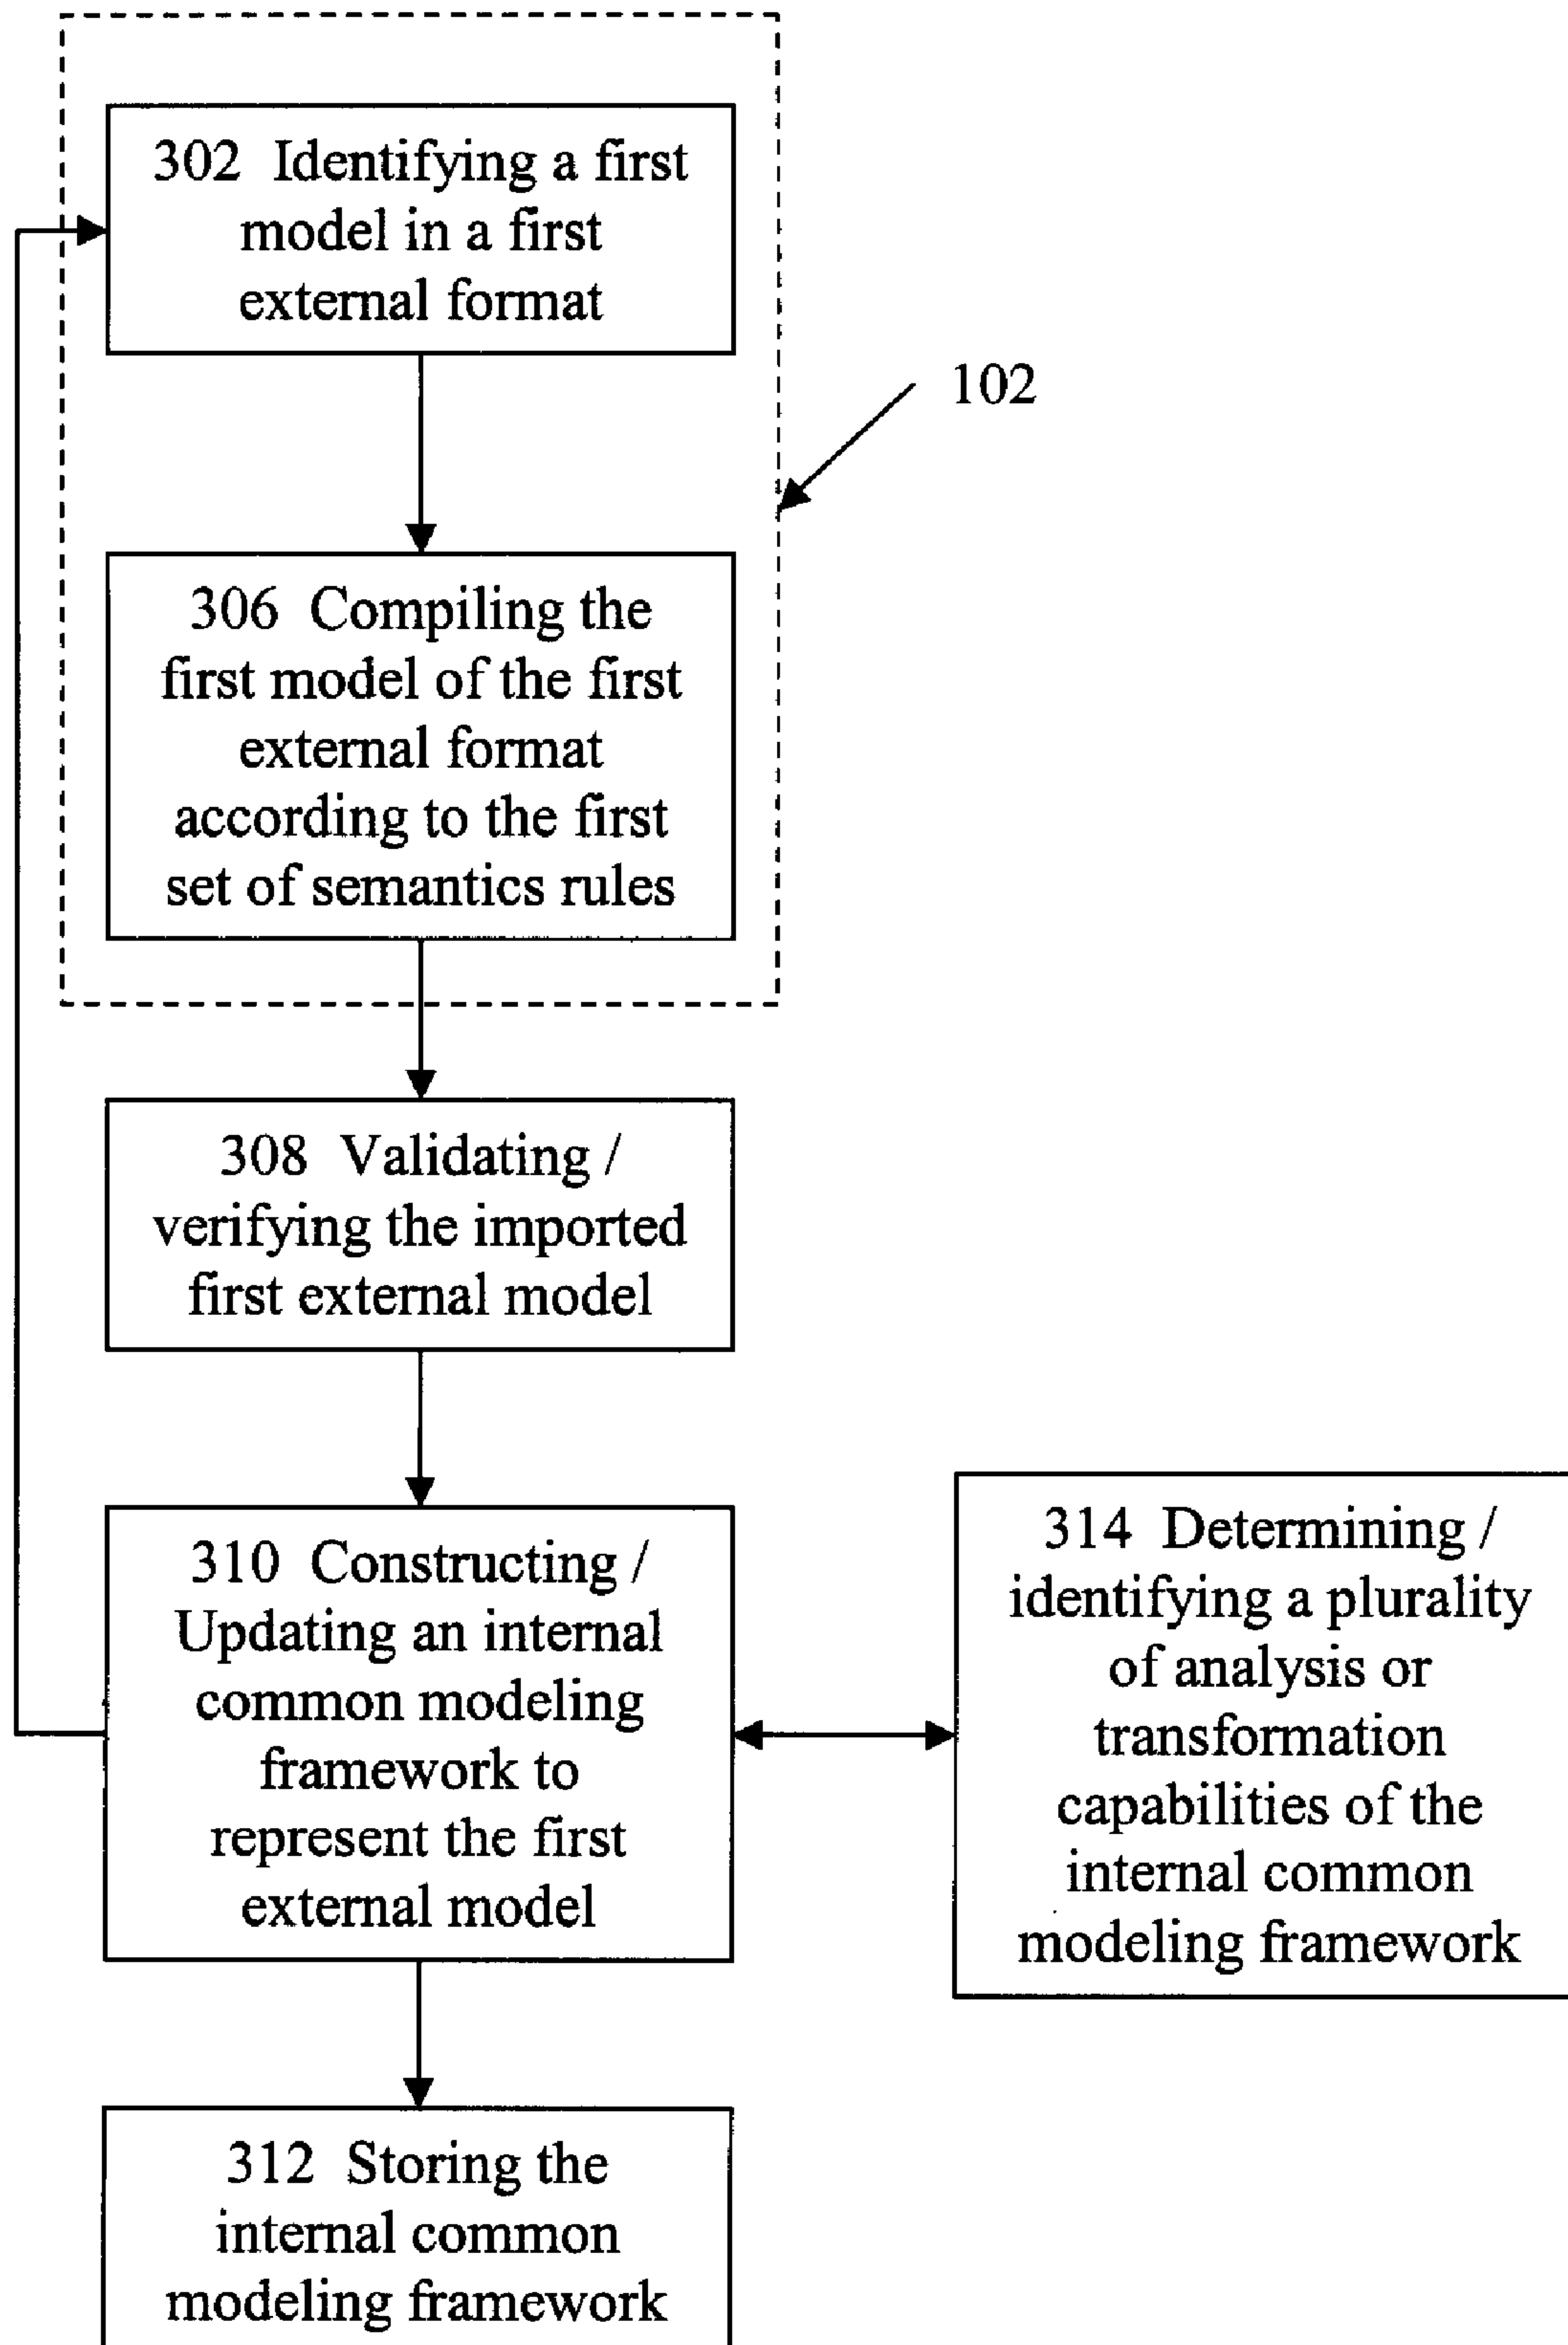 302 Identifying a first
model in a first
external format
102
306 Compiling the
first model of the first
external format
according to the first
set of semantics rules
308 Validating /
verifying the imported
first external model
310 Constructing /
Updating an internal
common modeling
framework to
represent the first
external model
314 Determining /
identifying a plurality
of analysis or
transformation
capabilities of the
internal common
modeling framework
312 Storing the
internal common
modeling framework